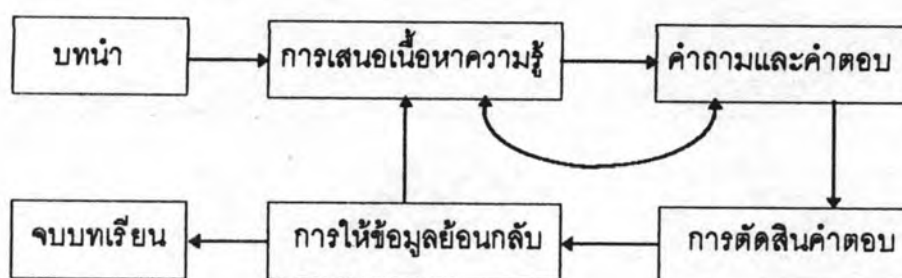 บทนำ
การเสนอเนื้อหาความรู้
คำถามและคำตอบ
จบบทเรียน
การให้ข้อมูลย้อนกลับ
การตัดสินคำตอบ